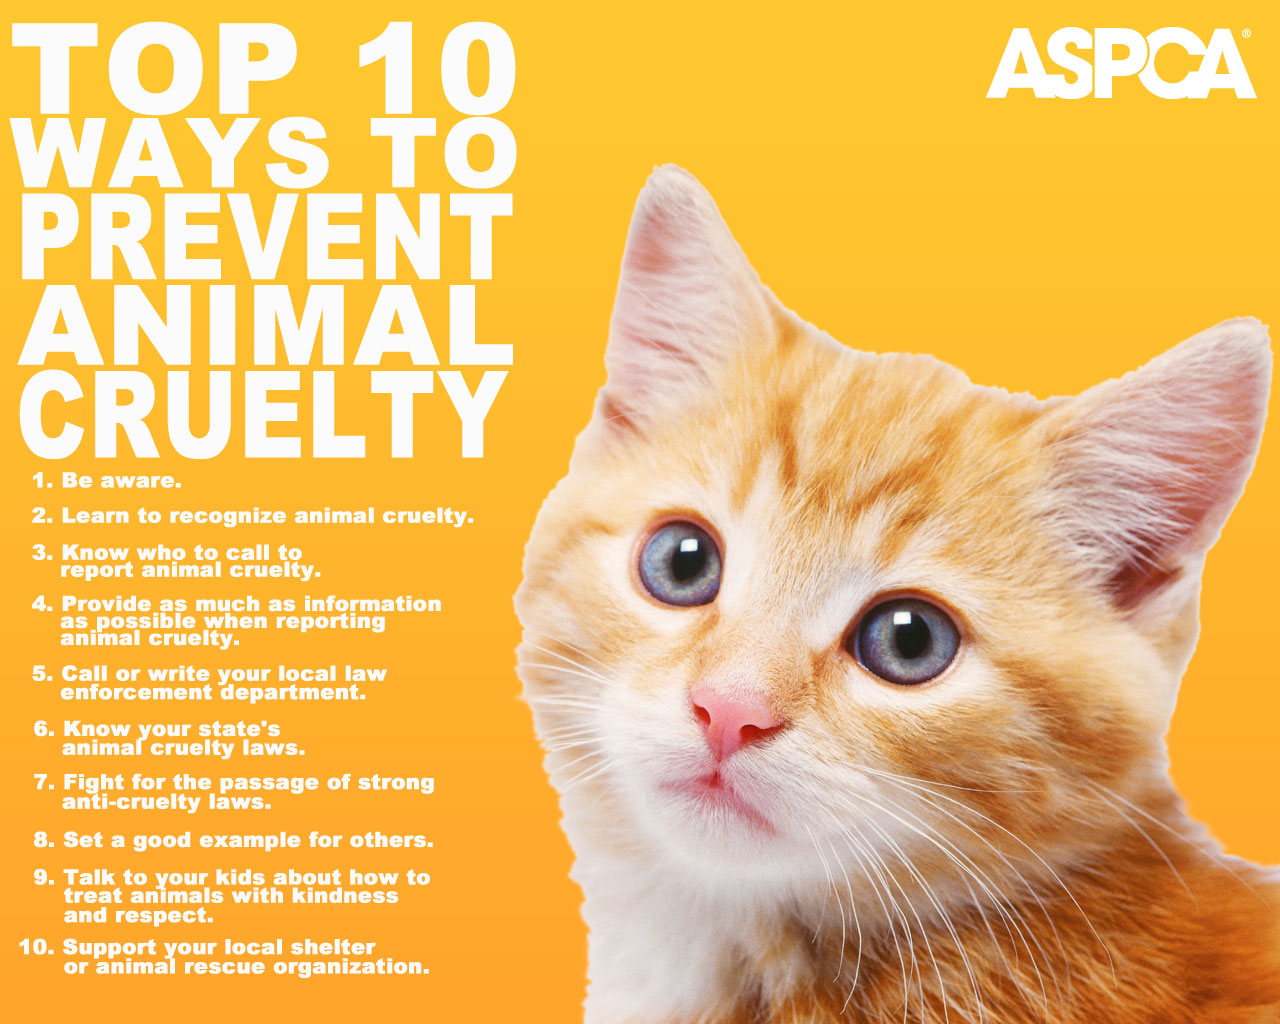 TOP 10
WAYS TO
PREVENT
ANIMAL
CRUELTY
ASPCA®
1. Be aware.
2. Learn to recognize animal cruelty.
3. Know who to call to
report animal cruelty.
4. Provide as much as information
as possible when reporting
animal cruelty.
5. Call or write your local law
enforcement department.
6. Know your state's
animal cruelty laws.
7. Fight for the passage of strong
anti-cruelty laws.
8. Set a good example for others.
9. Talk to your kids about how to
treat animals with kindness
and respect.
10. Support your local shelter
or animal rescue organization.